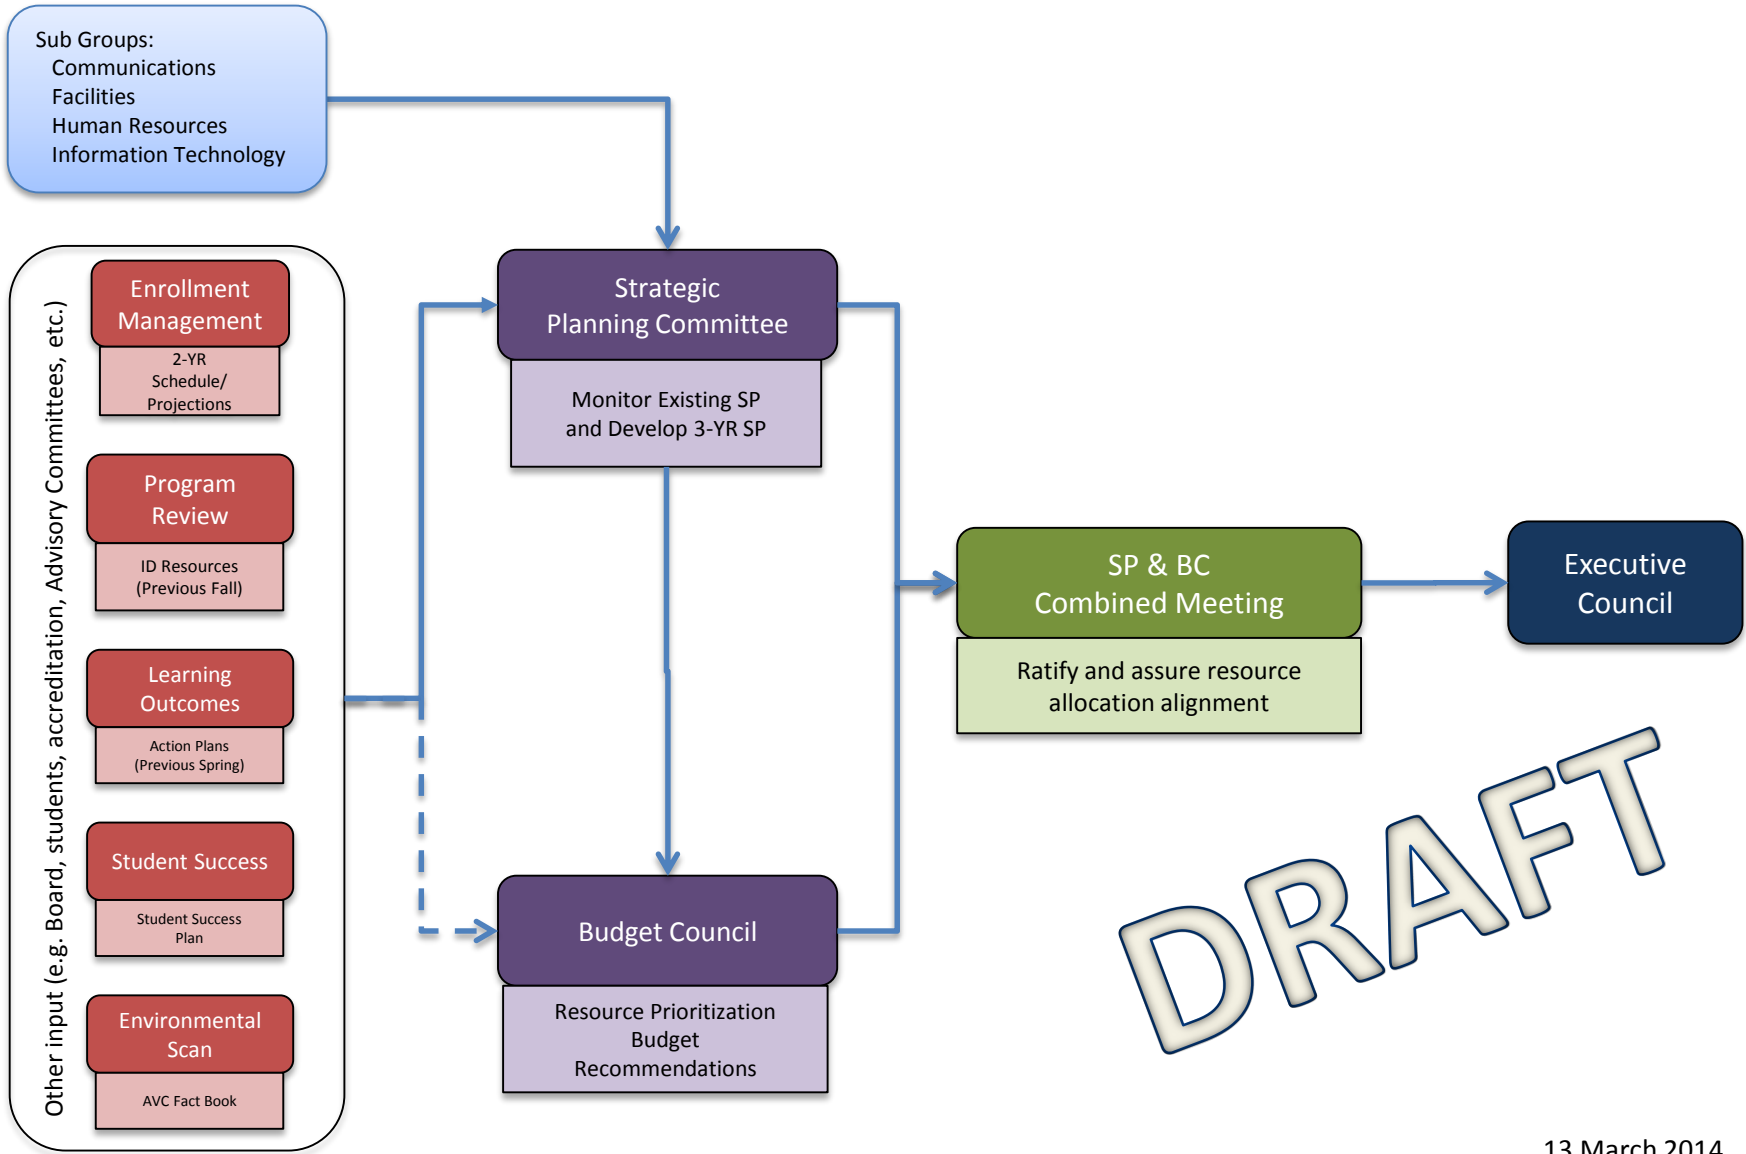 Sub Groups:
Communications
Facilities
Human Resources
Information Technology
Other input (e.g. Board, students, accreditation, Advisory Committees, etc.)
Enrollment
Management
2-YR
Schedule/
Projections
Program
Review
ID Resources
(Previous Fall)
Learning
Outcomes
Action Plans
(Previous Spring)
Student Success
Student Success
Plan
Environmental
Scan
AVC Fact Book
Strategic
Planning Committee
Monitor Existing SP
and Develop 3-YR SP
Budget Council
Resource Prioritization
Budget
Recommendations
SP & BC
Combined Meeting
Ratify and assure resource
allocation alignment
Executive
Council
DRAFT
13 March 2014